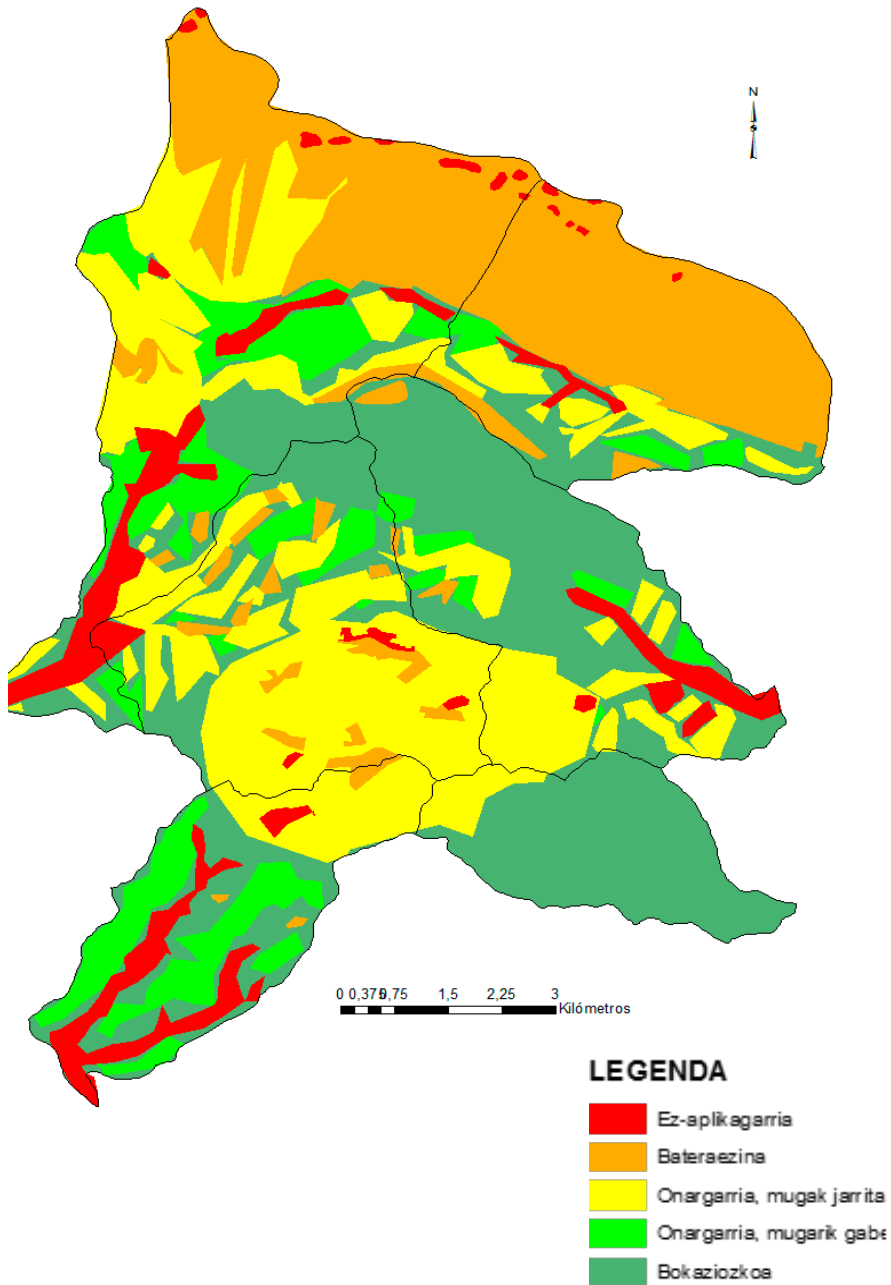 N
0 0,375 0,75 1,5 2,25 3
Kilómetros
LEGENDA
Ez-aplikagarria
Bateraezina
Onargarria, mugak jarrita
Onargarria, mugarik gabe
Bokaziozkoa